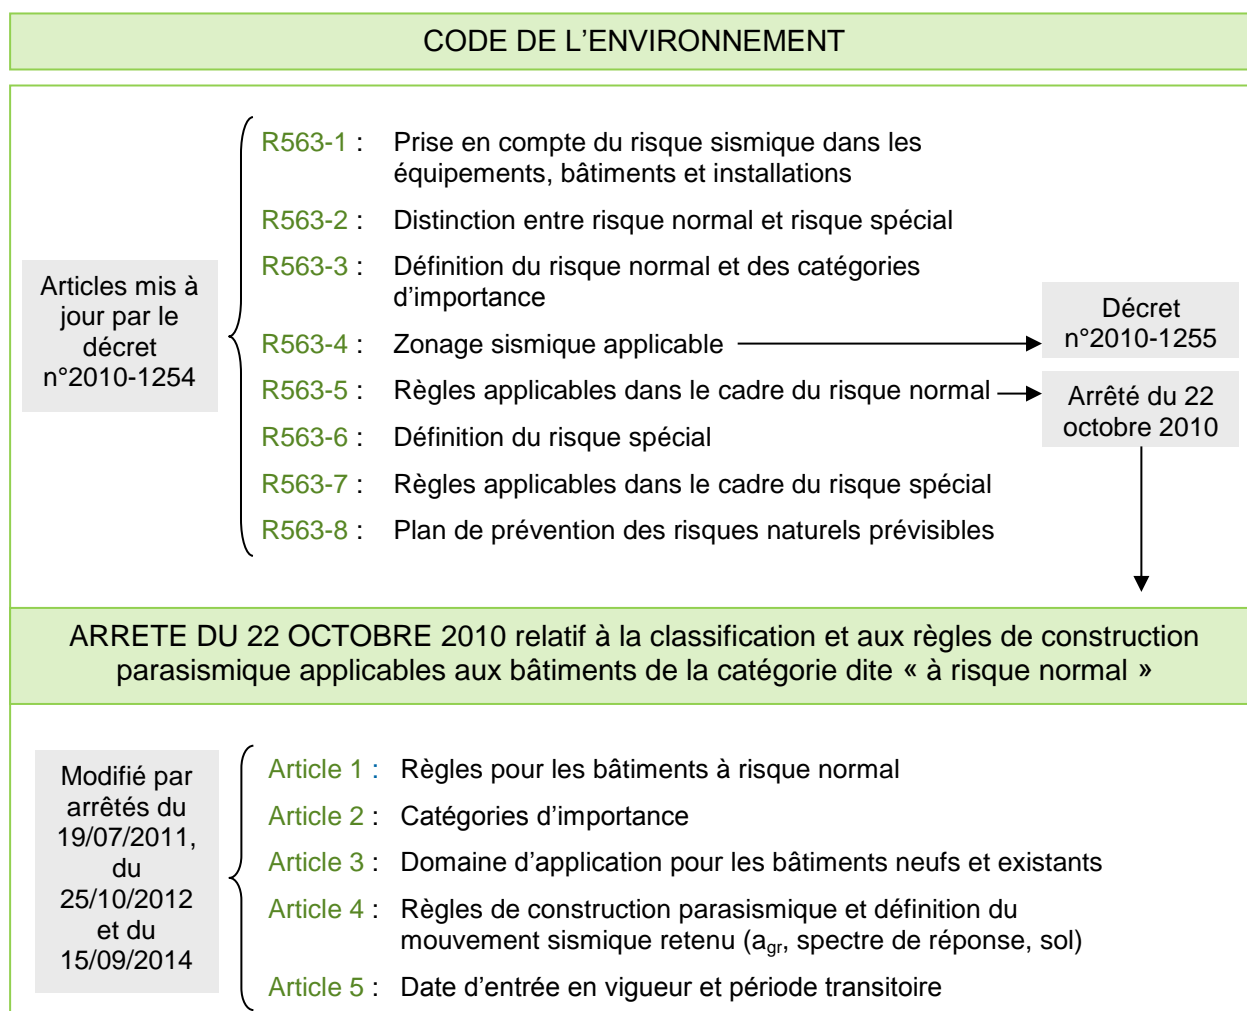 CODE DE L'ENVIRONNEMENT
Articles mis à
jour par le
décret
n°2010-1254
R563-1 : Prise en compte du risque sismique dans les
équipements, bâtiments et installations
R563-2 : Distinction entre risque normal et risque spécial
R563-3 : Définition du risque normal et des catégories
d'importance
R563-4 : Zonage sismique applicable
Décret
n°2010-1255
R563-5 : Règles applicables dans le cadre du risque normal
Arrêté du 22
octobre 2010
R563-6 : Définition du risque spécial
R563-7 : Règles applicables dans le cadre du risque spécial
R563-8 : Plan de prévention des risques naturels prévisibles
ARRETE DU 22 OCTOBRE 2010 relatif à la classification et aux règles de construction
parasismique applicables aux bâtiments de la catégorie dite « à risque normal »
Modifié par
arrêtés du
19/07/2011,
du
25/10/2012
et du
15/09/2014
Article 1 : Règles pour les bâtiments à risque normal
Article 2 : Catégories d'importance
Article 3 : Domaine d'application pour les bâtiments neufs et existants
Article 4 : Règles de construction parasismique et définition du
mouvement sismique retenu (agr, spectre de réponse, sol)
Article 5 : Date d'entrée en vigueur et période transitoire